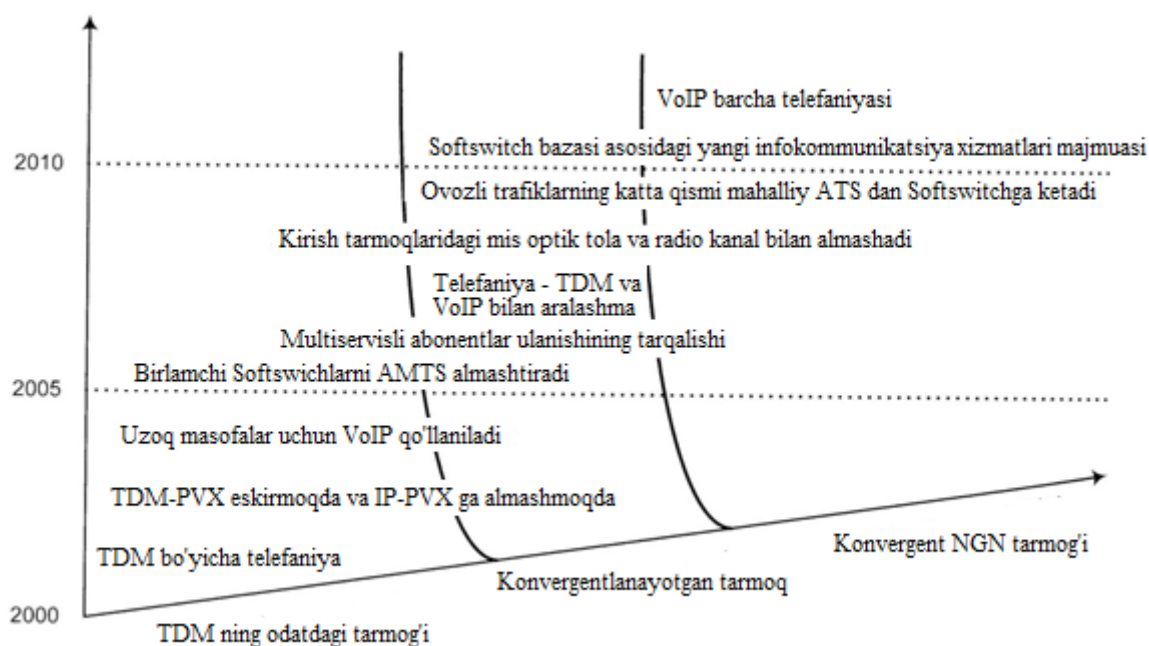 VoIP barcha telefaniyasi
Softswitch bazasi asosidagi yangi infokommunikatsiya xizmatlari majmuasi
2010
Ovozli trafiklarning katta qismi mahalliy ATS dan Softswitchga ketadi
Kirish tarmoqlaridagi mis optik tola va radio kanal bilan almashadi
Telefaniya - TDM va
VoIP bilan aralashma
Multiservisli abonentlar ulanishining tarqalishi
Birlamchi Softswichlarni AMTS almashtiradi
2005
Uzoq masofalar uchun VoIP qo'llaniladi
TDM-PVX eskirmoqda va IP-PVX ga almashmoqda
TDM bo'yicha telefaniya
Konvergent NGN tarmog'i
Konvergentlanayotgan tarmoq
2000
TDM ning odatdagi tarmog'i